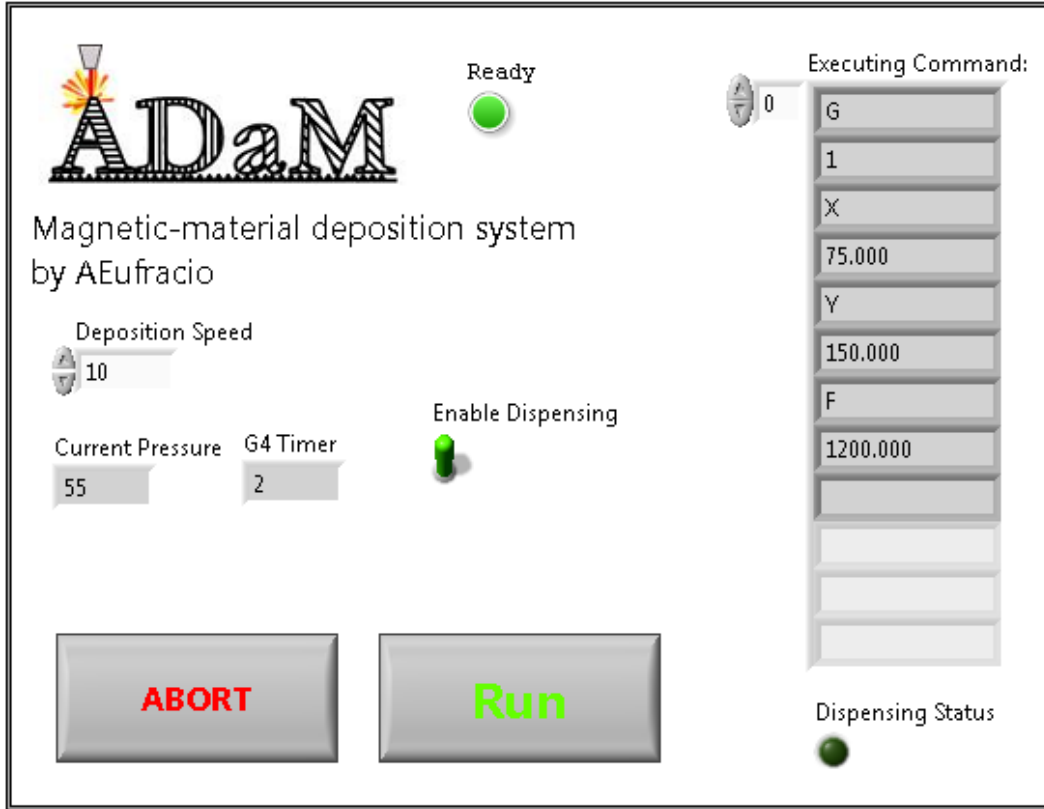 ADaM
Magnetic-material deposition system
by AEufracio
Ready
Executing Command:
0
G
1
X
75.000
Y
150.000
F
1200.000
Deposition Speed
10
Current Pressure
55
G4 Timer
2
Enable Dispensing
ABORT
Run
Dispensing Status